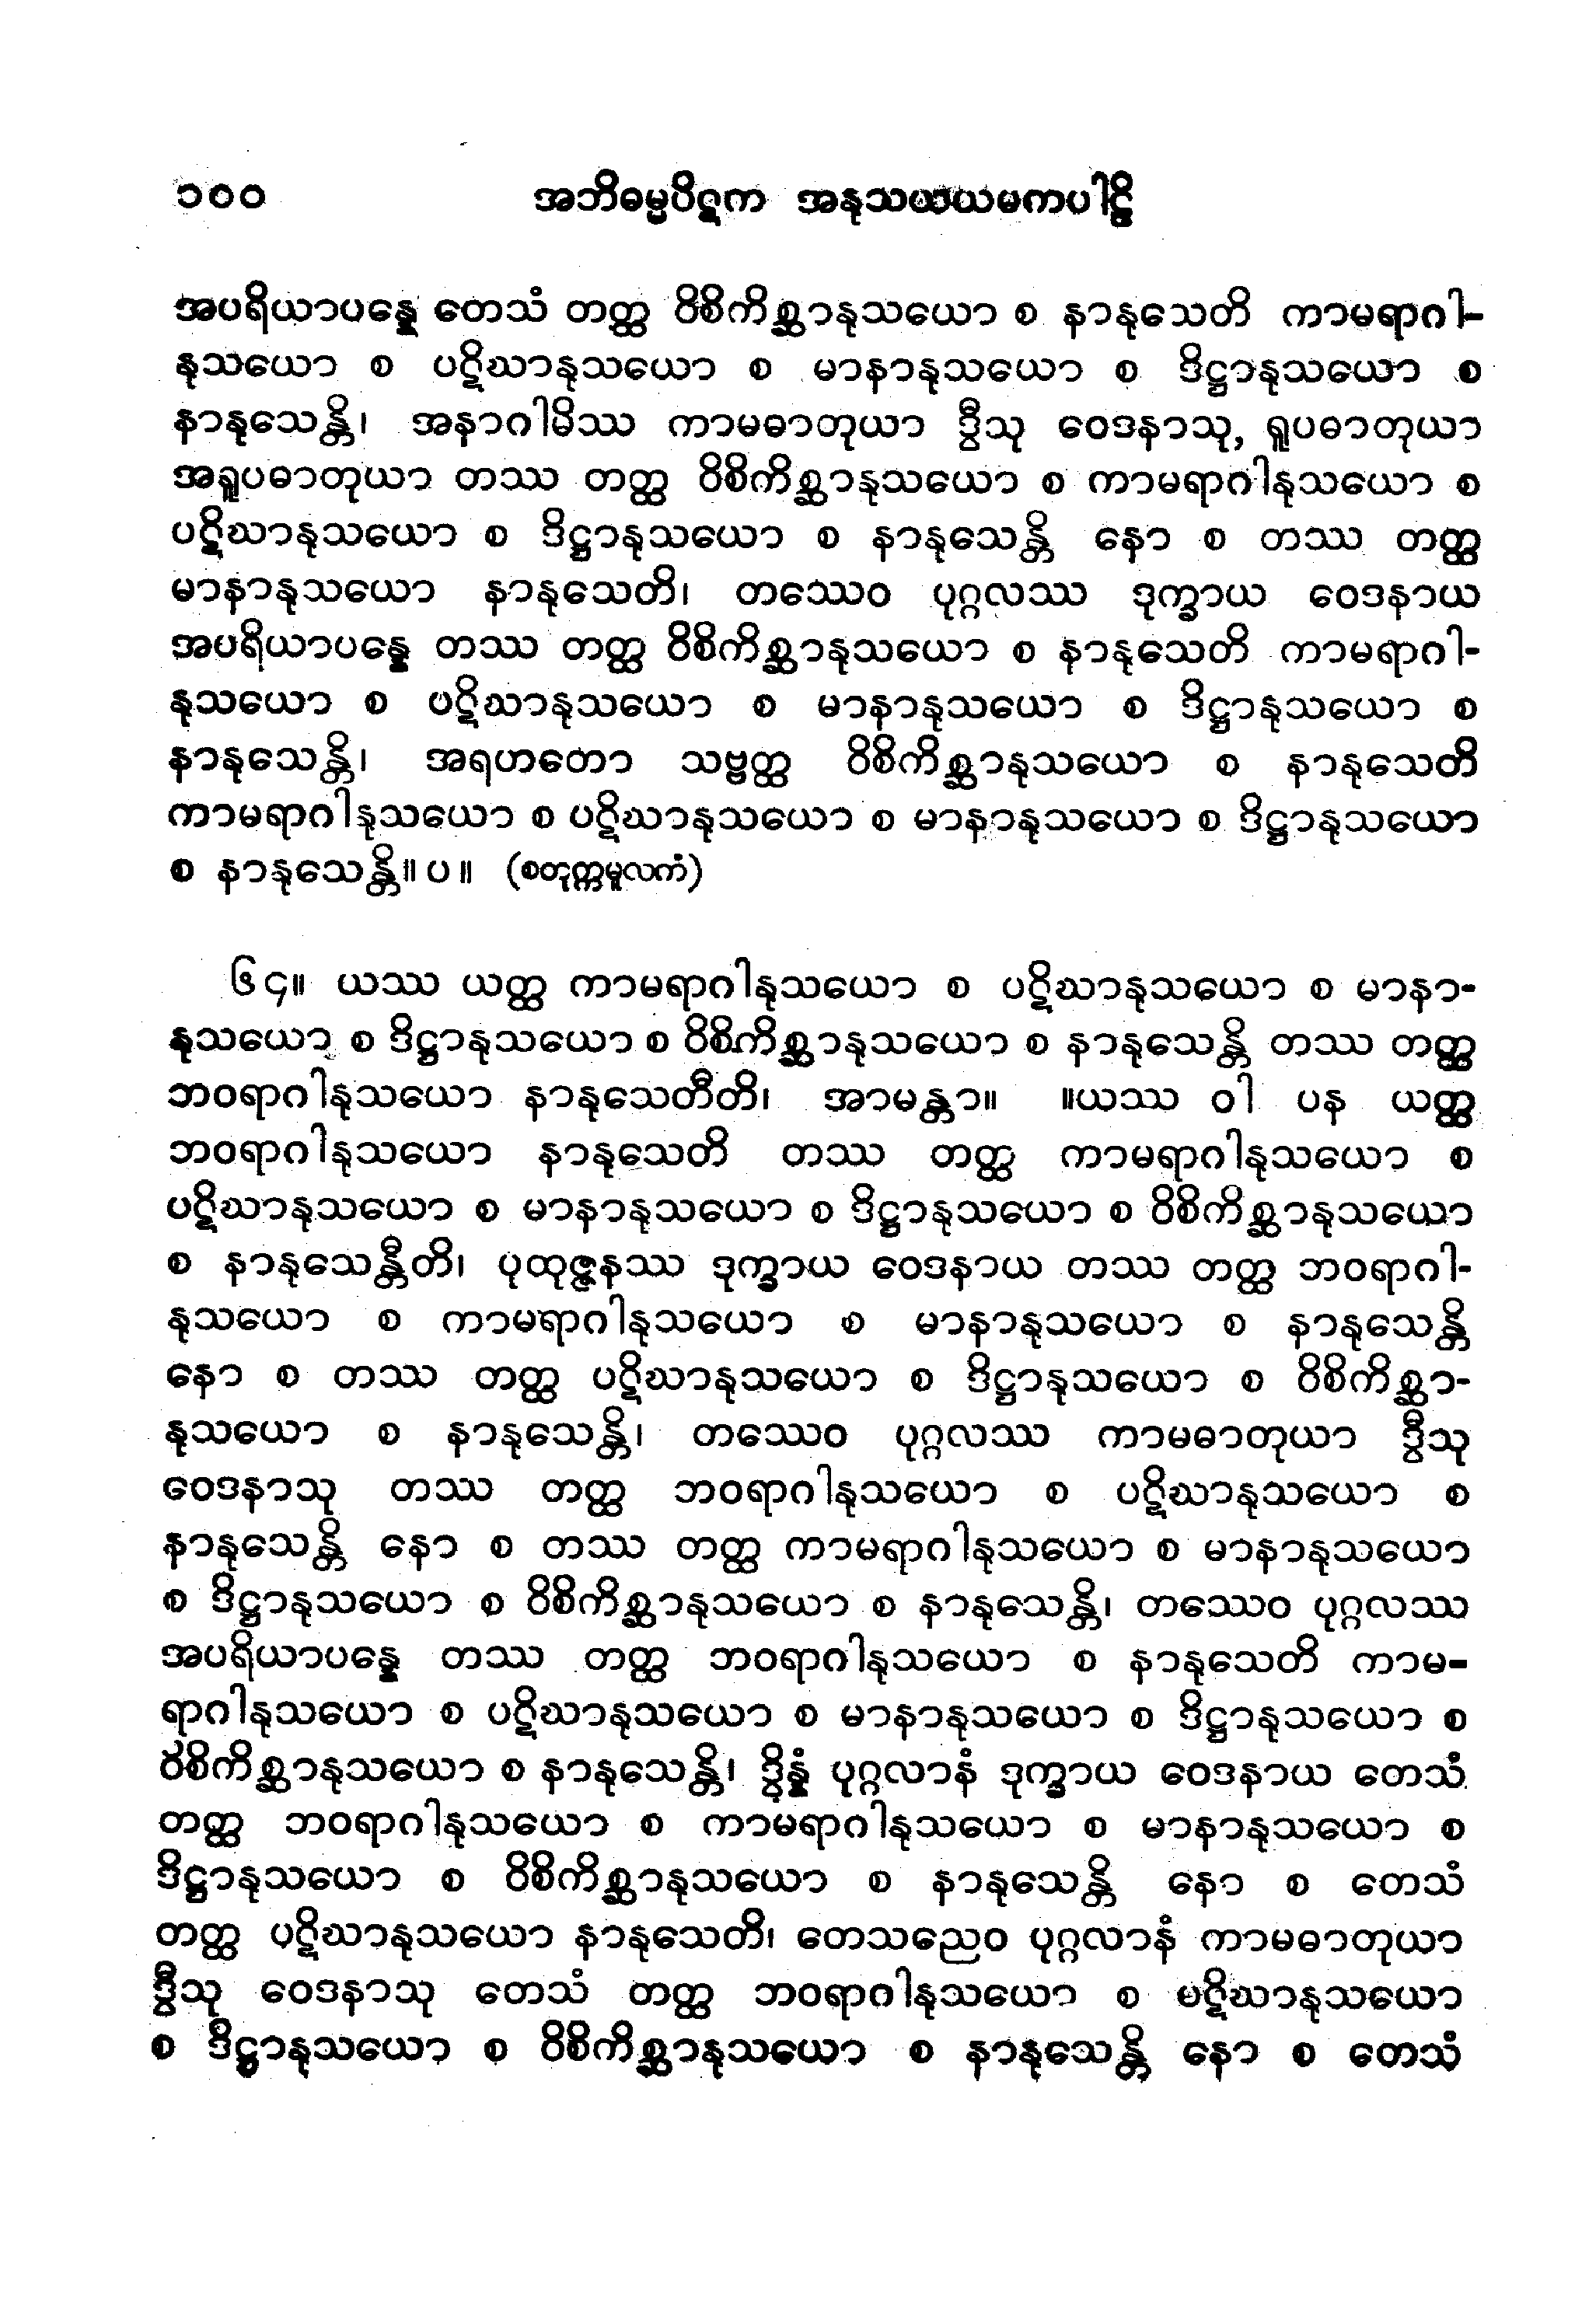 ၁၀၀ အဘိဓမ္မပိဋက အနုသယယမကပါဠိ
အပရိယာပန္နေ တေသံ တတ္ထ ဝိစိကိစ္ဆာနုသယော စ နာနုသေတိ ကာမရာဂါ-
နုသယော စ ပဋိဃာနုသယော စ မာနာနုသယော စ ဒိဋ္ဌာနုသယော စ
နာနုသေန္တိ၊ အနာဂါမိဿ ကာမဓာတုယာ ဒွီသု ဝေဒနာသု, ရူပဓာတုယာ
အရူပဓာတုယာ တဿ တတ္ထ ဝိစိကိစ္ဆာနုသယော စ ကာမရာဂါနုသယော စ
ပဋိဃာနုသယော စ ဒိဋ္ဌာနုသယော စ နာနုသေန္တိ နော စ တဿ တတ္ထ
မာနာနုသယော နာနုသေတိ၊ တဿေဝ ပုဂ္ဂလဿ ဒုက္ခာယ ဝေဒနာယ
အပရိယာပန္နေ တဿ တတ္ထ ဝိစိကိစ္ဆာနုသယော စ နာနုသေတိ ကာမရာဂါ-
နုသယော စ ပဋိဃာနုသယော စ မာနာနုသယော စ ဒိဋ္ဌာနုသယော စ
နာနုသေန္တိ၊ အရဟတော သဗ္ဗတ္ထ ဝိစိကိစ္ဆာနုသယော စ နာနုသေတိ
ကာမရာဂါနုသယော စ ပဋိဃာနုသယော စ မာနာနုသယော စ ဒိဋ္ဌာနုသယော
စ နာနုသေန္တိ။ ပ။ (စတုက္ကမူလကံ)
၆၄။ ယဿ ယတ္ထ ကာမရာဂါနုသယော စ ပဋိဃာနုသယော စ မာနာ-
နုသယော စ ဒိဋ္ဌာနုသယော စ ဝိစိကိစ္ဆာနုသယော စ နာနုသေန္တိ တဿ တတ္ထ
ဘဝရာဂါနုသယော နာနုသေတီတိ၊ အာမန္တာ။ ။ယဿ ဝါ ပန ယတ္ထ
ဘဝရာဂါနုသယော နာနုသေတိ တဿ တတ္ထ ကာမရာဂါနုသယော စ
ပဋိဃာနုသယော စ မာနာနုသယော စ ဒိဋ္ဌာနုသယော စ ဝိစိကိစ္ဆာနုသယော
စ နာနုသေန္တီတိ၊ ပုထုဇ္ဇနဿ ဒုက္ခာယ ဝေဒနာယ တဿ တတ္ထ ဘဝရာဂါ-
နုသယော စ ကာမရာဂါနုသယော စ မာနာနုသယော စ နာနုသေန္တိ
နော စ တဿ တတ္ထ ပဋိဃာနုသယော စ ဒိဋ္ဌာနုသယော စ ဝိစိကိစ္ဆာ-
နုသယော စ နာနုသေန္တိ၊ တဿေဝ ပုဂ္ဂလဿ ကာမဓာတုယာ ဒွီသု
ဝေဒနာသု တဿ တတ္ထ ဘဝရာဂါနုသယော စ ပဋိဃာနုသယော စ
နာနုသေန္တိ နော စ တဿ တတ္ထ ကာမရာဂါနုသယော စ မာနာနုသယော
စ ဒိဋ္ဌာနုသယော စ ဝိစိကိစ္ဆာနုသယော စ နာနုသေန္တိ၊ တဿေဝ ပုဂ္ဂလဿ
အပရိယာပန္နေ တဿ တတ္ထ ဘဝရာဂါနုသယော စ နာနုသေတိ ကာမ-
ရာဂါနုသယော စ ပဋိဃာနုသယော စ မာနာနုသယော စ ဒိဋ္ဌာနုသယော စ
ဝိစိကိစ္ဆာနုသယော စ နာနုသေန္တိ၊ ဒွိန္နံ ပုဂ္ဂလာနံ ဒုက္ခာယ ဝေဒနာယ တေသံ
တတ္ထ ဘဝရာဂါနုသယော စ ကာမရာဂါနုသယော စ မာနာနုသယော စ
ဒိဋ္ဌာနုသယော စ ဝိစိကိစ္ဆာနုသယော စ နာနုသေန္တိ နော စ တေသံ
တတ္ထ ပဋိဃာနုသယော နာနုသေတိ၊ တေသညေဝ ပုဂ္ဂလာနံ ကာမဓာတုယာ
ဒွီသု ဝေဒနာသု တေသံ တတ္ထ ဘဝရာဂါနုသယော စ ပဋိဃာနုသယော
စ ဒိဋ္ဌာနုသယော စ ဝိစိကိစ္ဆာနုသယော စ နာနုသေန္တိ နော စ တေသံ